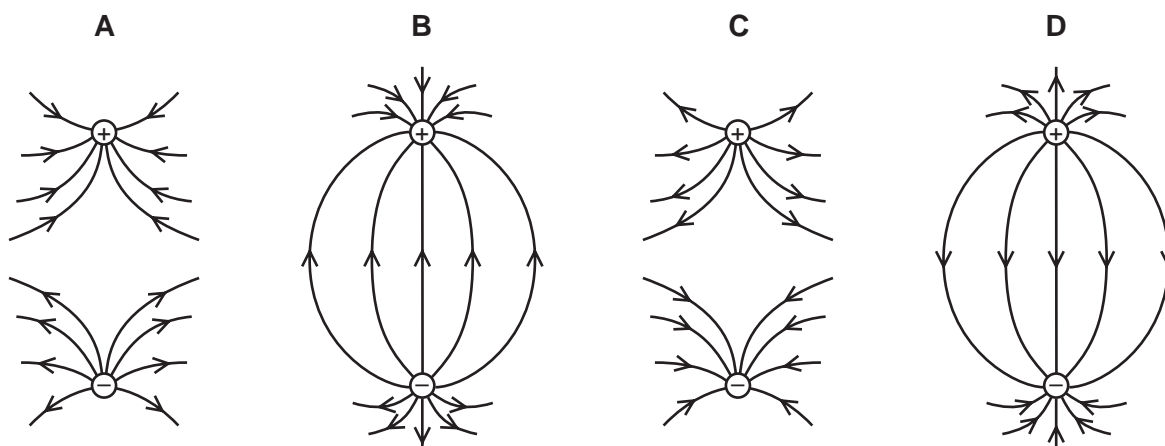 A B C D
+ + + +
− − − −